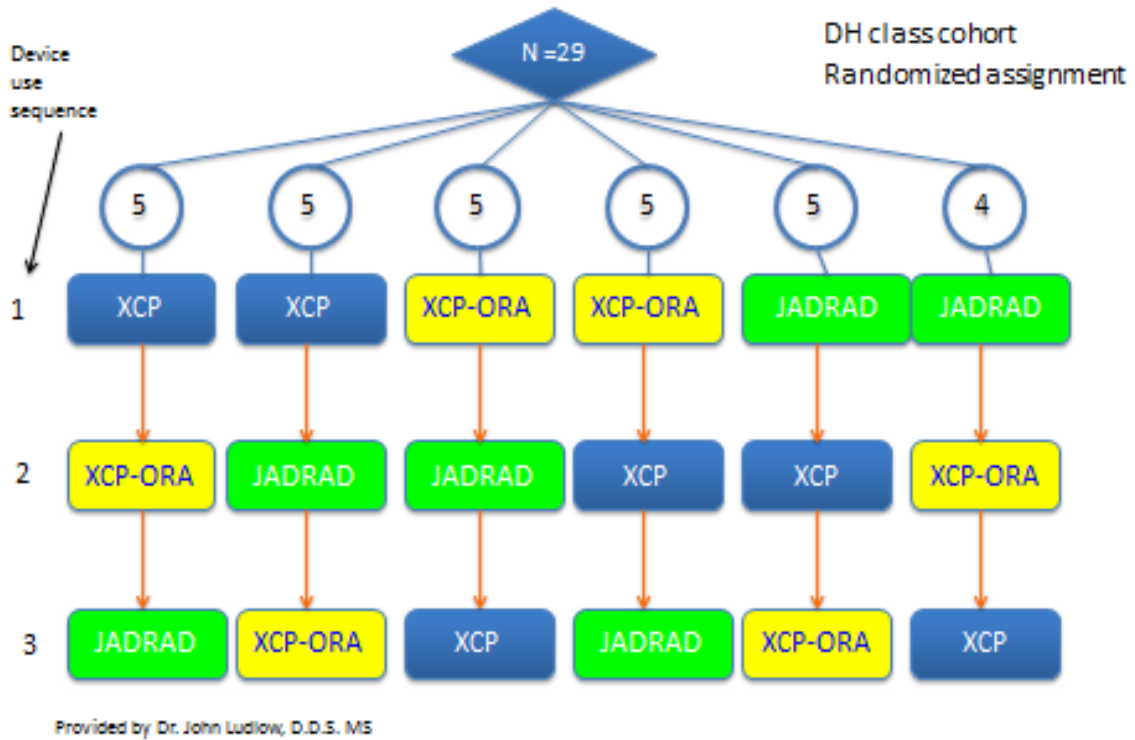 N =29
DH class cohort
Randomized assignment
Device
use
sequence
5 5 5 5 5 4
1 XCP XCP XCP-ORA XCP-ORA JADRAD JADRAD
2 XCP-ORA JADRAD JADRAD XCP XCP XCP-ORA
3 JADRAD XCP-ORA XCP JADRAD XCP-ORA XCP
Provided by Dr. John Ludlow, D.D.S. MS